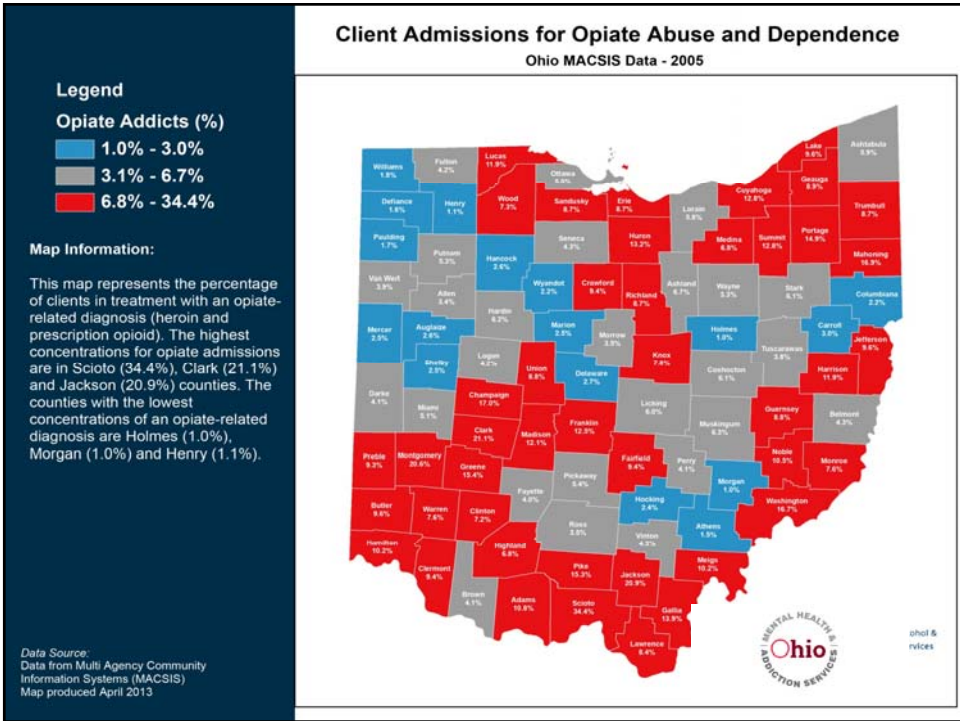 Client Admissions for Opiate Abuse and Dependence
Ohio MACSIS Data - 2005
Legend
Opiate Addicts (%)
1.0% - 3.0%
3.1% - 6.7%
6.8% - 34.4%
Map Information:
This map represents the percentage
of clients in treatment with an opiate-
related diagnosis (heroin and
prescription opioid). The highest
concentrations for opiate admissions
are in Scioto (34.4%), Clark (21.1%)
and Jackson (20.9%) counties. The
counties with the lowest
concentrations of an opiate-related
diagnosis are Holmes (1.0%),
Morgan (1.0%) and Henry (1.1%).
Data Source:
Data from Multi Agency Community
Information Systems (MACSIS)
Map produced April 2013
Williams
1.8%
Fulton
4.2%
Lucas
11.9%
Ottawa
Lake
9.6%
Ashtabula
Geauga
8.9%
Defiance
1.6%
Henry
1.1%
Wood
7.3%
Sandusky
8.7%
Erie
8.7%
Lorain
Cuyahoga
12.8%
Trumbull
8.7%
Paulding
1.7%
Putnam
5.3%
Hancock
2.6%
Seneca
4.3%
Huron
13.2%
Medina
Summit
12.8%
Portage
14.9%
Mahoning
16.9%
Van Wert
3.9%
Allen
Wyandot
2.3%
Crawford
9.4%
Richland
8.7%
Ashland
6.7%
Wayne
3.3%
Stark
Columbiana
2.2%
Hardin
Mercer
2.5%
Auglaize
2.6%
Marion
2.5%
Morrow
Holmes
1.0%
Carroll
3.0%
Jefferson
9.6%
Shelby
2.5%
Logan
4.2%
Union
Delaware
2.7%
Knox
Tuscarawas
3.8%
Coshocton
6.1%
Harrison
11.9%
Darke
4.1%
Miami
5.1%
Champaign
17.0%
Licking
6.0%
Muskingum
6.3%
Guernsey
Belmont
4.3%
Clark
21.1%
Madison
12.1%
Franklin
12.5%
Preble
9.3%
Montgomery
20.6%
Greene
15.4%
Fairfield
9.4%
Perry
4.1%
Noble
10.5%
Monroe
7.6%
Morgan
1.0%
Fayette
4.0%
Pickaway
5.4%
Washington
16.7%
Butler
9.6%
Warren
7.6%
Clinton
7.2%
Hocking
2.4%
Athens
Ross
Vinton
Hamilton
10.2%
Highland
6.8%
Meigs
10.2%
Clermont
9.4%
Pike
15.3%
Jackson
20.9%
Brown
4.1%
Adams
10.8%
Scioto
34.4%
Gallia
13.9%
Lawrence
8.4%
MENTAL HEALTH &
Ohio
ADDICTION SERVICES
ohol &
rvices